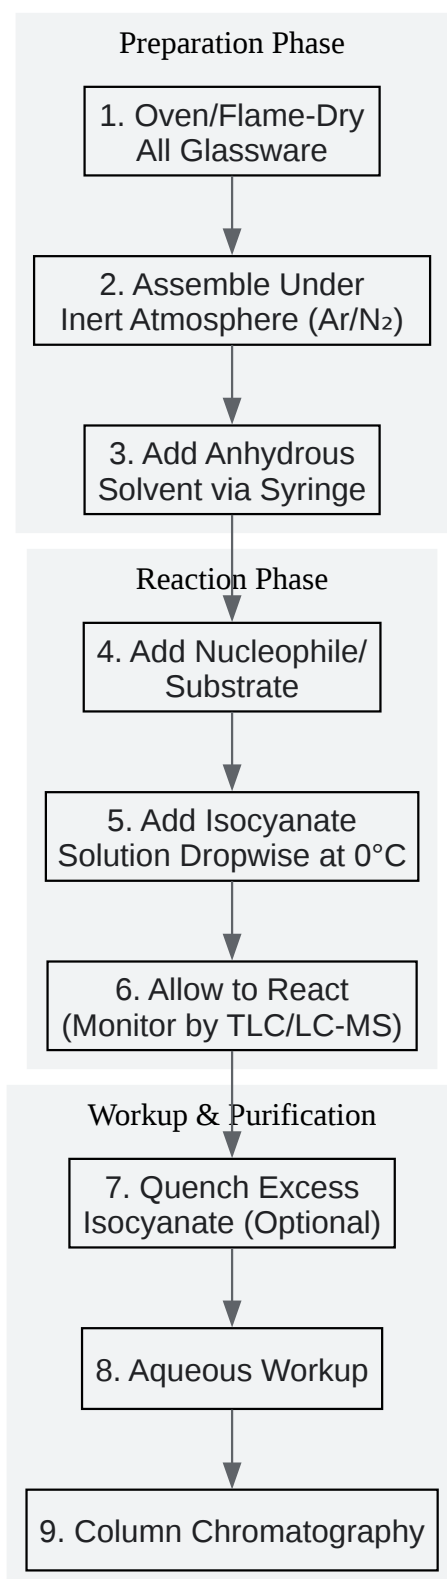 Preparation Phase
1. Oven/Flame-Dry
All Glassware
2. Assemble Under
Inert Atmosphere (Ar/N₂)
3. Add Anhydrous
Solvent via Syringe
Reaction Phase
4. Add Nucleophile/
Substrate
5. Add Isocyanate
Solution Dropwise at 0°C
6. Allow to React
(Monitor by TLC/LC-MS)
Workup & Purification
7. Quench Excess
Isocyanate (Optional)
8. Aqueous Workup
9. Column Chromatography